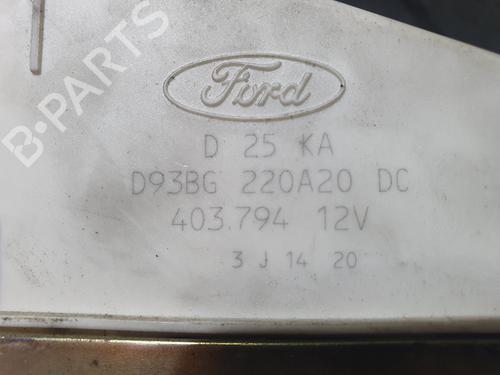 B-PARTS
Ford
D 25 KA
D93BG 220A20 DC
403.794 12V
3 J 14 20